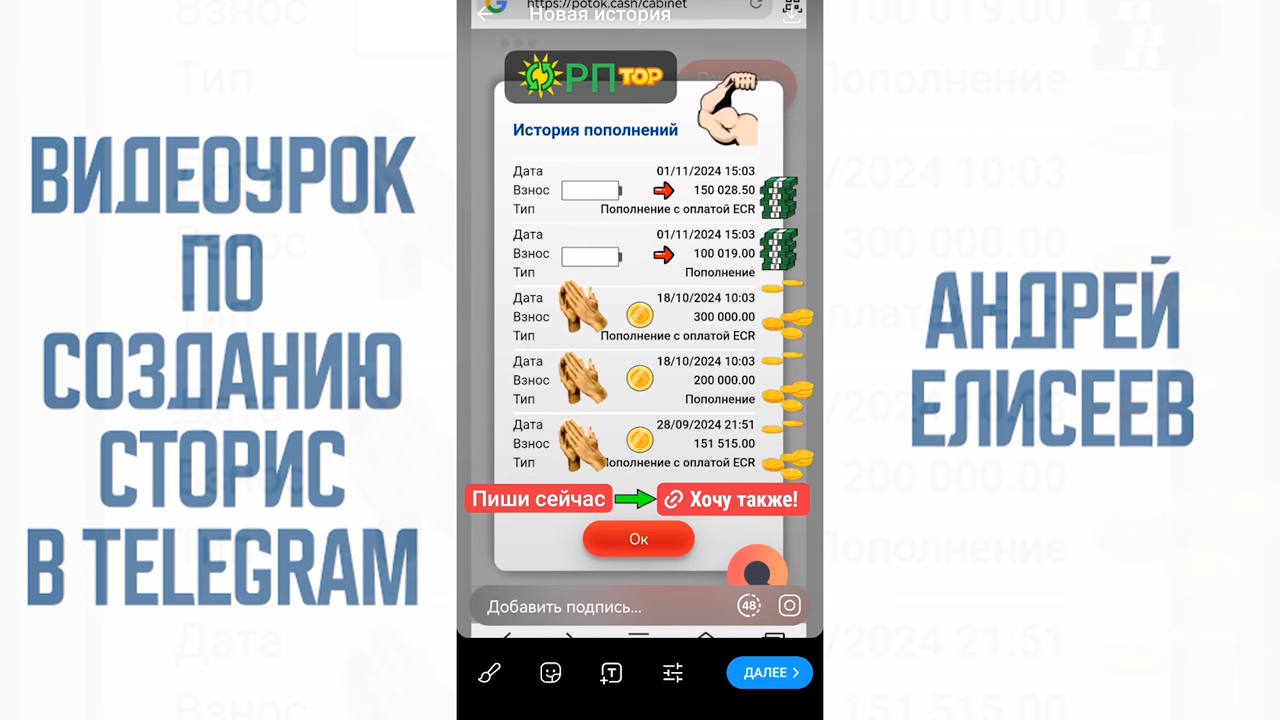 ВИДЕОУРОК
ПО
СОЗДАНИЮ
СТОРИС
В TELEGRAM
https://potok.cash/cabinet
Новая история
РП TOP
История пополнений
Дата 01/11/2024 15:03
Взнос 150 028.50
Тип Пополнение с оплатой ECR
Дата 01/11/2024 15:03
Взнос 100 019.00
Тип Пополнение
Дата 18/10/2024 10:03
Взнос 300 000.00
Тип Пополнение с оплатой ECR
Дата 18/10/2024 10:03
Взнос 200 000.00
Тип Пополнение
Дата 28/09/2024 21:51
Взнос 151 515.00
Тип Пополнение с оплатой ECR
Пиши сейчас Хочу также!
Ок
Добавить подпись... 48
ДАЛЕЕ
АНДРЕЙ
ЕЛИСЕЕВ